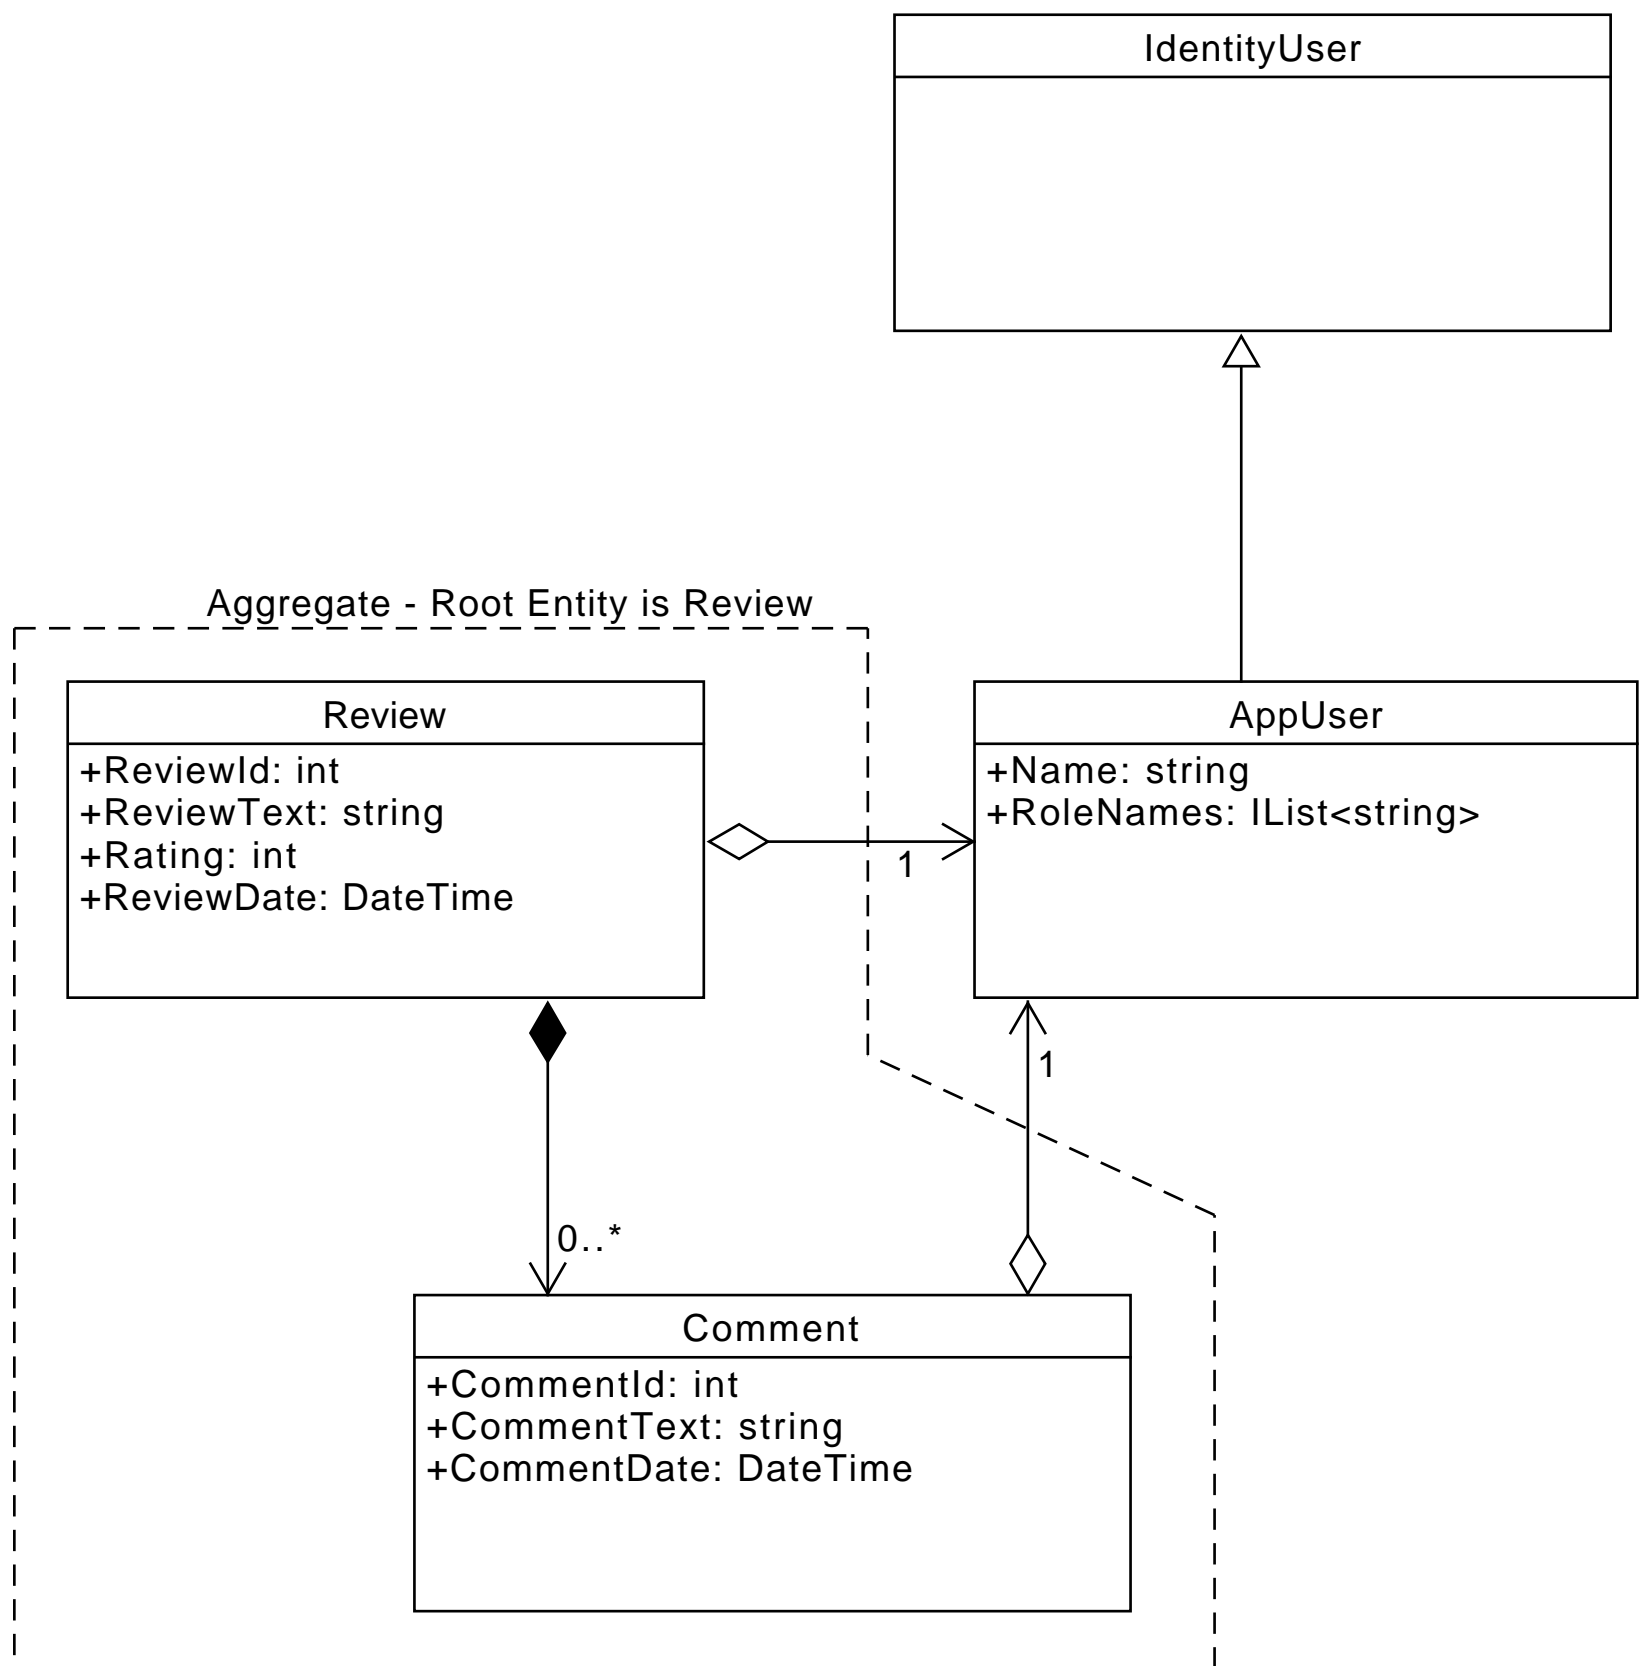 IdentityUser
Aggregate - Root Entity is Review
Review
+ReviewId: int
+ReviewText: string
+Rating: int
+ReviewDate: DateTime
1
AppUser
+Name: string
+RoleNames: IList<string>
1
0..*
Comment
+CommentId: int
+CommentText: string
+CommentDate: DateTime